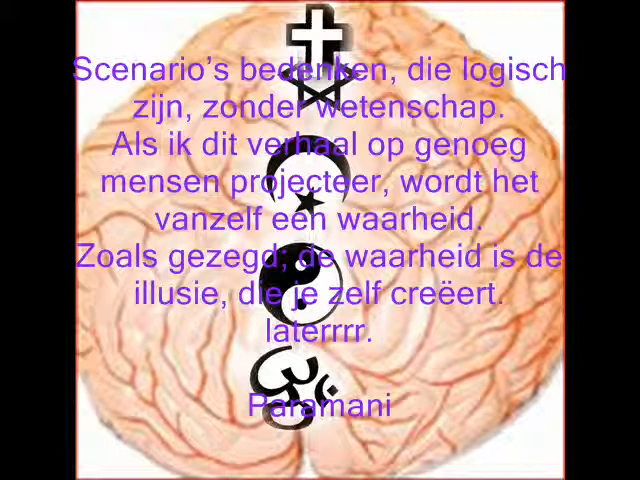 Scenario’s bedenken, die logisch
zijn, zonder wetenschap.
Als ik dit verhaal op genoeg
mensen projecteer, wordt het
vanzelf een waarheid.
Zoals gezegd; de waarheid is de
illusie, die je zelf creëert.
laterrrr.
Paramani